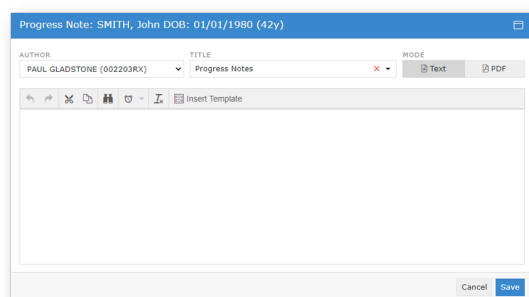 Progress Note: SMITH, John DOB: 01/01/1980 (42y)
AUTHOR TITLE MODE
PAUL GLADSTONE (002203RX) Progress Notes Text PDF
Insert Template
Cancel Save